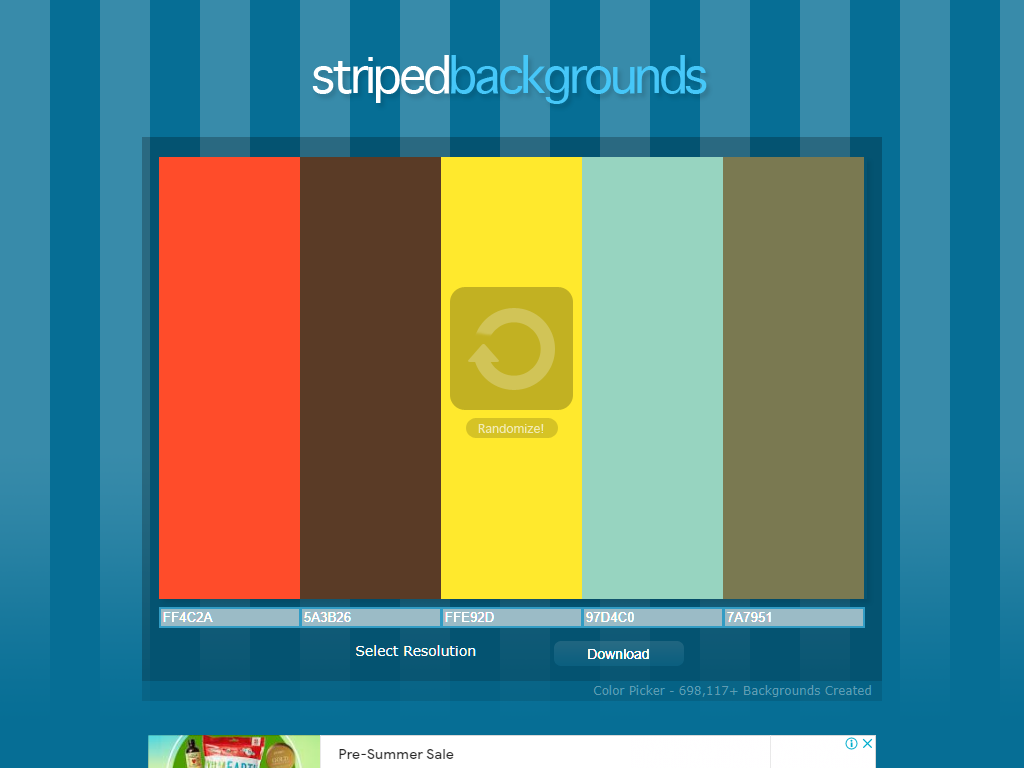 stripedbackgrounds
Randomize!
FF4C2A 5A3B26 FFE92D 97D4C0 7A7951
Select Resolution Download
Color Picker - 698,117+ Backgrounds Created
Pre-Summer Sale